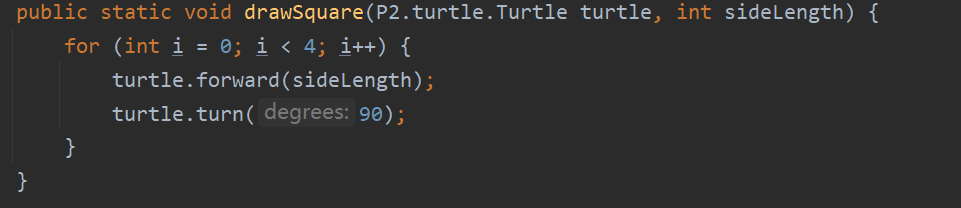 public static void drawSquare(P2.turtle.Turtle turtle, int sideLength) {
for (int i = 0; i < 4; i++) {
turtle.forward(sideLength);
turtle.turn( degrees: 90);
}
}